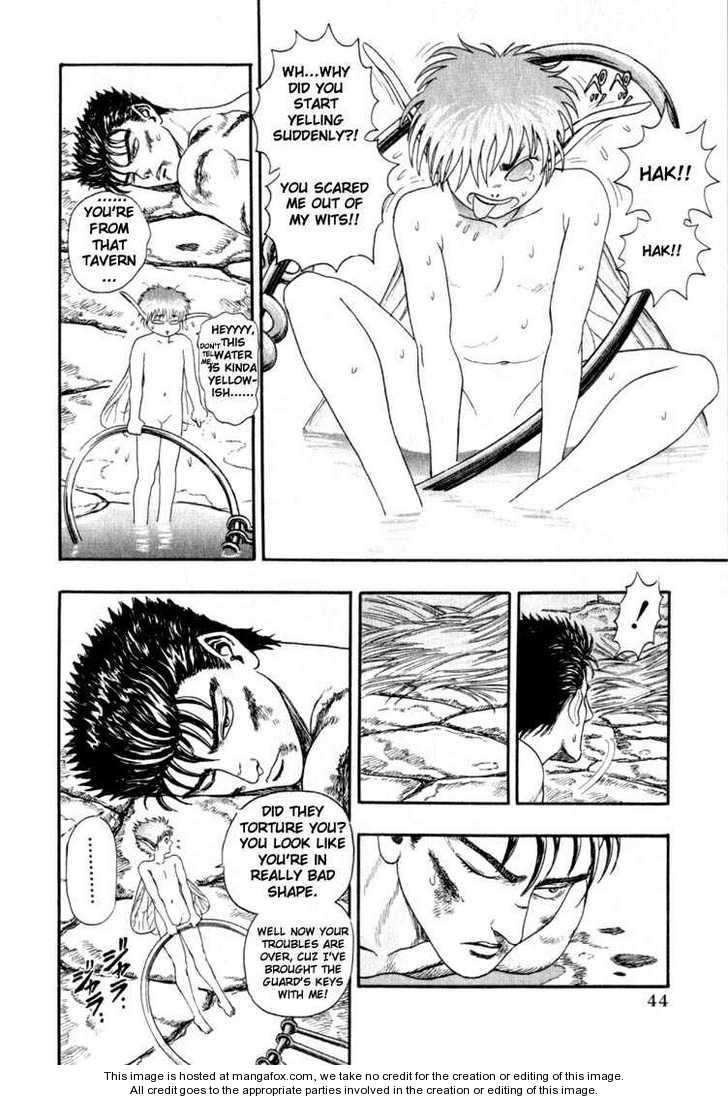 WH...WHY
DID YOU
START
YELLING
SUDDENLY?!
YOU SCARED
ME OUT OF
MY WITS!!
ペペペッ
HAK!!
HAK!!
......
YOU'RE
FROM
THAT
TAVERN
...
HEYYYY,
THIS
WATER
IS KINDA
YELLOW-
ISH......
DON'T
TELL
ME
!
DID THEY
TORTURE YOU?
YOU LOOK LIKE
YOU'RE IN
REALLY BAD
SHAPE.
WELL NOW YOUR
TROUBLES ARE
OVER, CUZ I'VE
BROUGHT THE
GUARD'S KEYS
WITH ME!
.........
ジャラ
ジャラ
44
This image is hosted at mangafox.com, we take no credit for the creation or editing of this image.
All credit goes to the appropriate parties involved in the creation or editing of this image.